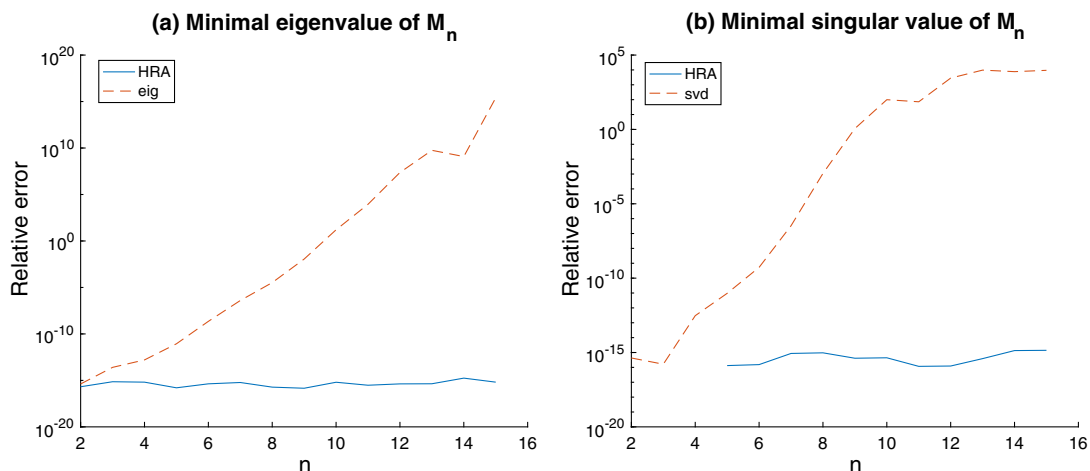 (a) Minimal eigenvalue of M_n
10^20
10^10
10^0
10^-10
10^-20
Relative error
HRA
eig
2 4 6 8 10 12 14 16
n
(b) Minimal singular value of M_n
10^5
10^0
10^-5
10^-10
10^-15
10^-20
Relative error
HRA
svd
2 4 6 8 10 12 14 16
n